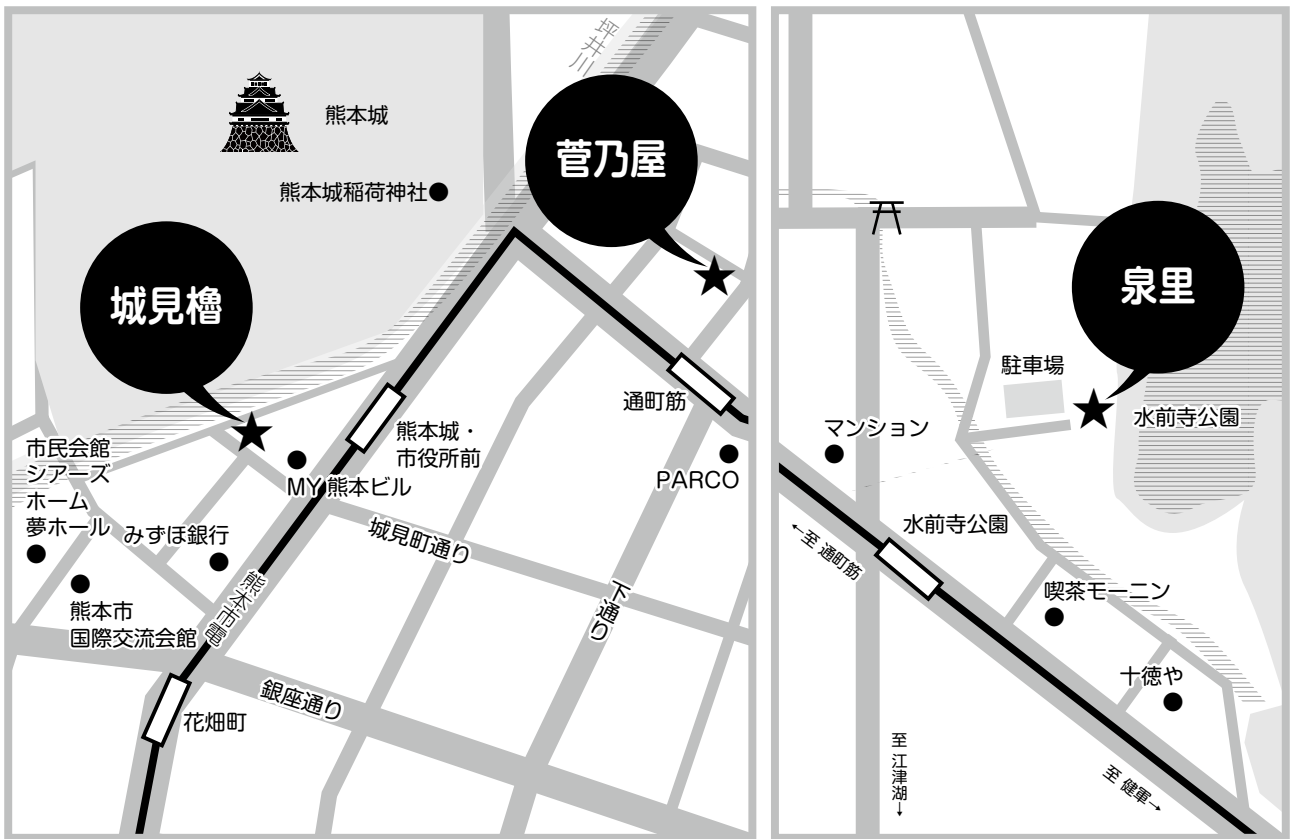 坪井川
熊本城
菅乃屋
熊本城稲荷神社
城見櫓
通町筋
熊本城・
市役所前
PARCO
市民会館
シアーズ
ホーム
夢ホール
MY 熊本ビル
みずほ銀行
城見町通り
熊本市
国際交流会館
熊本市電
下通り
銀座通り
花畑町
泉里
駐車場
水前寺公園
マンション
水前寺公園
←至 通町筋
喫茶モーニン
十徳や
至 江津湖→
至 健軍→